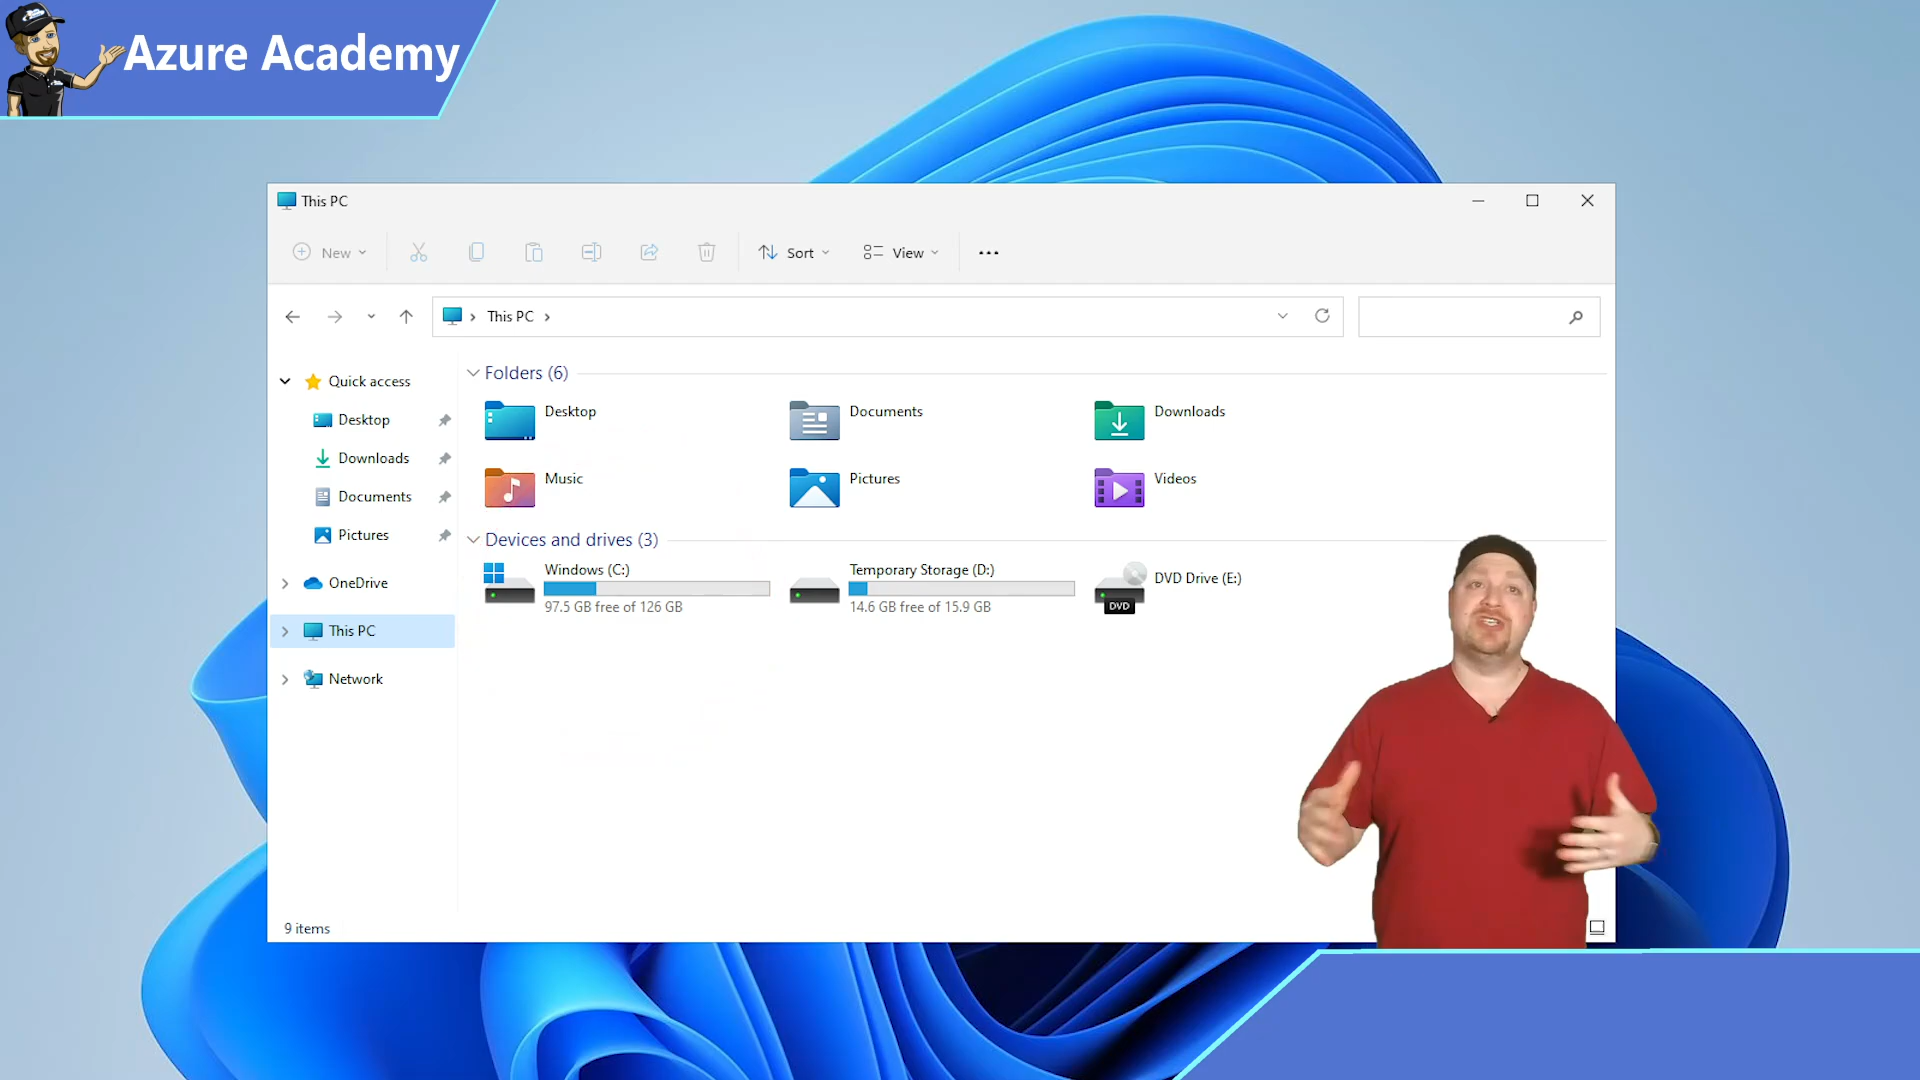 Azure Academy
This PC
New
Sort
View
This PC
Quick access
Desktop
Downloads
Documents
Pictures
OneDrive
This PC
Network
Folders (6)
Desktop
Documents
Downloads
Music
Pictures
Videos
Devices and drives (3)
Windows (C:)
97.5 GB free of 126 GB
Temporary Storage (D:)
14.6 GB free of 15.9 GB
DVD
DVD Drive (E:)
9 items